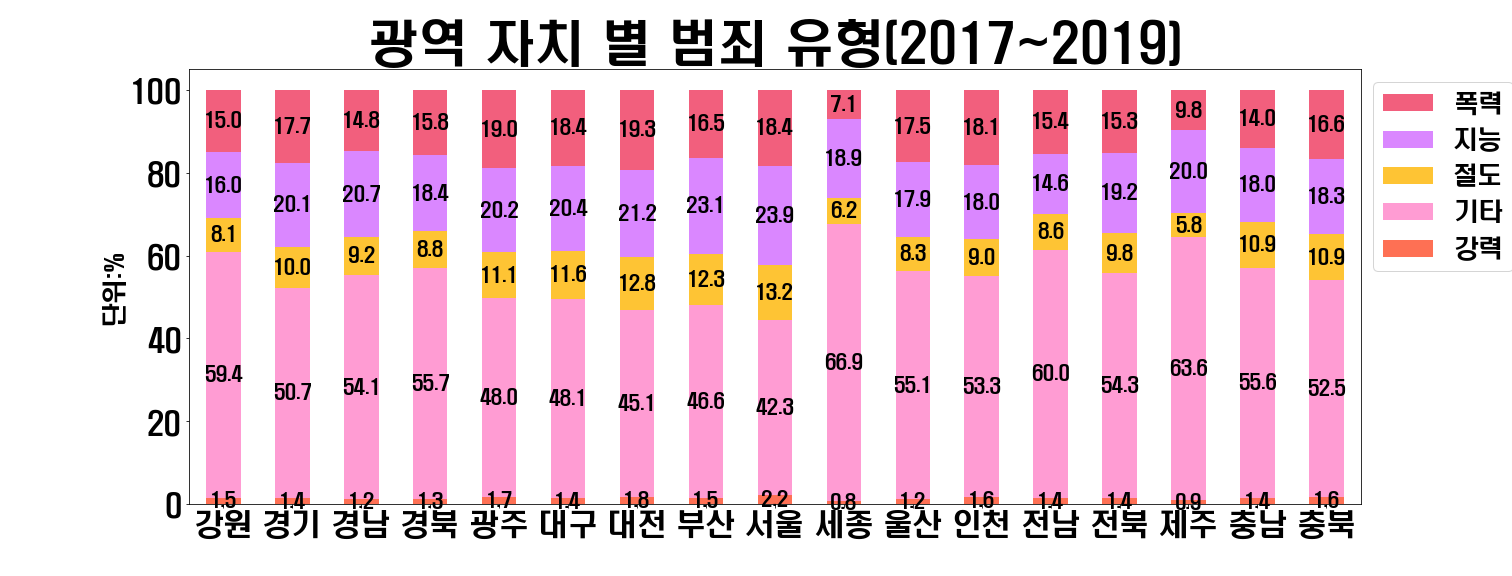 광역 자치 별 범죄 유형(2017~2019)
100
80
60
40
20
0
단위:%
15.0 17.7 14.8 15.8 19.0 18.4 19.3 16.5 18.4 7.1 17.5 18.1 15.4 15.3 9.8 14.0 16.6
16.0 20.1 20.7 18.4 20.2 20.4 21.2 23.1 23.9 18.9 17.9 18.0 14.6 19.2 20.0 18.0 18.3
8.1 10.0 9.2 8.8 11.1 11.6 12.8 12.3 13.2 6.2 8.3 9.0 8.6 9.8 5.8 10.9 10.9
59.4 50.7 54.1 55.7 48.0 48.1 45.1 46.6 42.3 66.9 55.1 53.3 60.0 54.3 63.6 55.6 52.5
1.5 1.4 1.2 1.3 1.7 1.4 1.8 1.5 2.2 0.8 1.2 1.6 1.4 1.4 0.9 1.4 1.6
강원 경기 경남 경북 광주 대구 대전 부산 서울 세종 울산 인천 전남 전북 제주 충남 충북
폭력
지능
절도
기타
강력